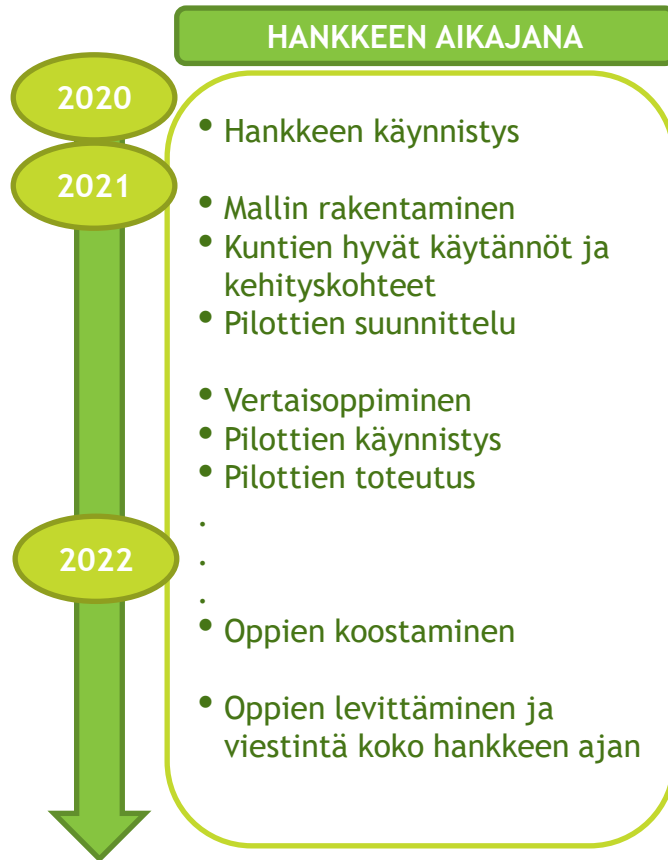 HANKKEEN AIKAJANA
2020
• Hankkeen käynnistys
2021
• Mallin rakentaminen
• Kuntien hyvät käytännöt ja
kehityskohteet
• Pilottien suunnittelu
• Vertaisoppiminen
• Pilottien käynnistys
• Pilottien toteutus
.
2022
.
.
• Oppien koostaminen
• Oppien levittäminen ja
viestintä koko hankkeen ajan